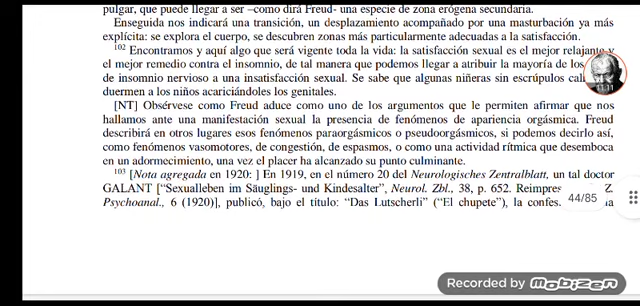 pulgar, que puede llegar a ser –como dirá Freud- una especie de zona erógena secundaria.
Enseguida nos indicará una transición, un desplazamiento acompañado por una masturbación ya más
explícita: se explora el cuerpo, se descubren zonas más particularmente adecuadas a la satisfacción.
102 Encontramos y aquí algo que será vigente toda la vida: la satisfacción sexual es el mejor relajante y
el mejor remedio contra el insomnio, de tal manera que podemos llegar a atribuir la mayoría de los
de insomnio nervioso a una insatisfacción sexual. Se sabe que algunas niñeras sin escrúpulos
duermen a los niños acariciándoles los genitales.
[NT] Obsérvese como Freud aduce como uno de los argumentos que le permiten afirmar que nos
hallamos ante una manifestación sexual la presencia de fenómenos de apariencia orgásmica. Freud
describirá en otros lugares esos fenómenos paraorgásmicos o pseudoorgásmicos, si podemos decirlo así,
como fenómenos vasomotores, de congestión, de espasmos, o como una actividad rítmica que desemboca
en un adormecimiento, una vez el placer ha alcanzado su punto culminante.
103 [Nota agregada en 1920: ] En 1919, en el número 20 del Neurologisches Zentralblatt, un tal doctor
GALANT [“Sexualleben im Säuglings- und Kindesalter”, Neurol. Zbl., 38, p. 652. Reimpres Z.
Psychoanal., 6 (1920)], publicó, bajo el título: “Das Lutscherli” (“El chupete”), la confes
11:11
44/85
Recorded by mobizen